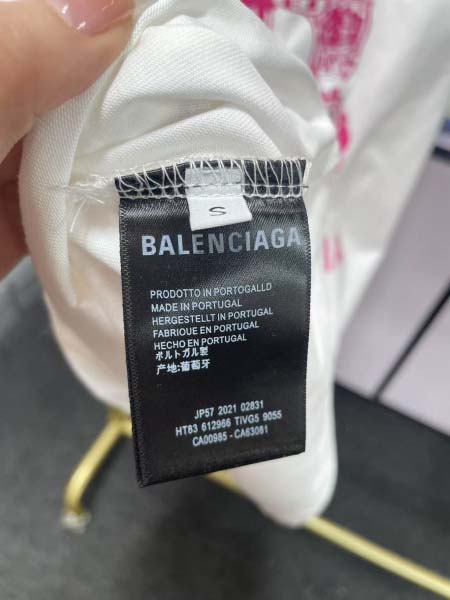 S
BALENCIAGA
PRODOTTO IN PORTOGALLD
MADE IN PORTUGAL
HERGESTELLT IN PORTUGAL
FABRIQUE EN PORTUGAL
HECHO EN PORTUGAL
ポルトガル製
产地:葡萄牙
JP57 2021 02831
HT83 612966 TIVG5 9055
CA00985 - CA63081